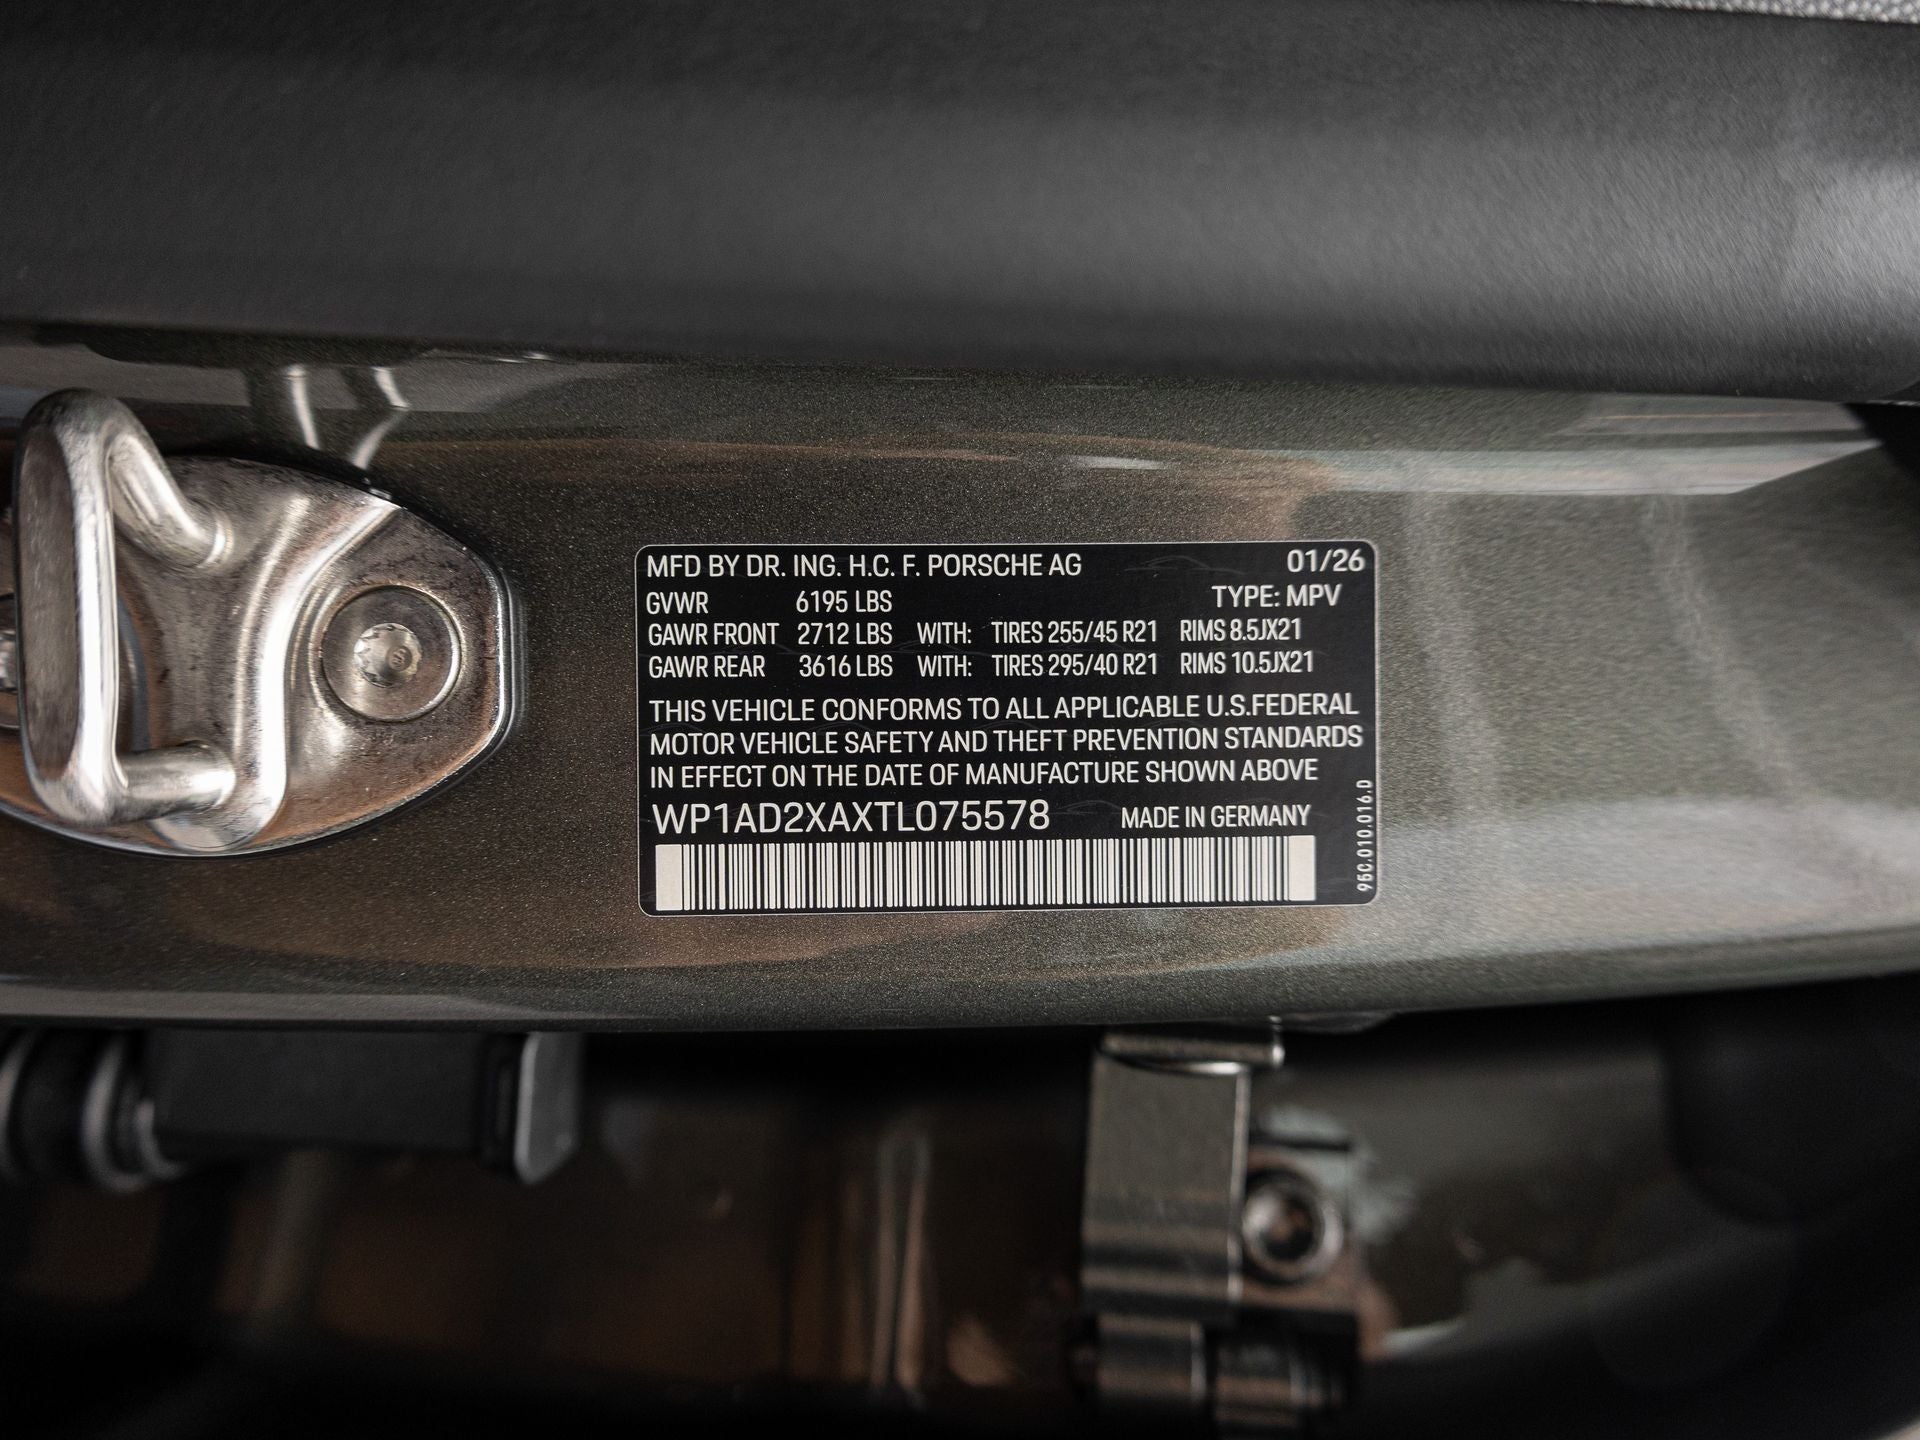 MFD BY DR. ING. H.C. F. PORSCHE AG 01/26
GVWR 6195 LBS TYPE: MPV
GAWR FRONT 2712 LBS WITH: TIRES 255/45 R21 RIMS 8.5JX21
GAWR REAR 3616 LBS WITH: TIRES 295/40 R21 RIMS 10.5JX21
THIS VEHICLE CONFORMS TO ALL APPLICABLE U.S.FEDERAL
MOTOR VEHICLE SAFETY AND THEFT PREVENTION STANDARDS
IN EFFECT ON THE DATE OF MANUFACTURE SHOWN ABOVE
WP1AD2XAXTL075578 MADE IN GERMANY
95C.010.016.D